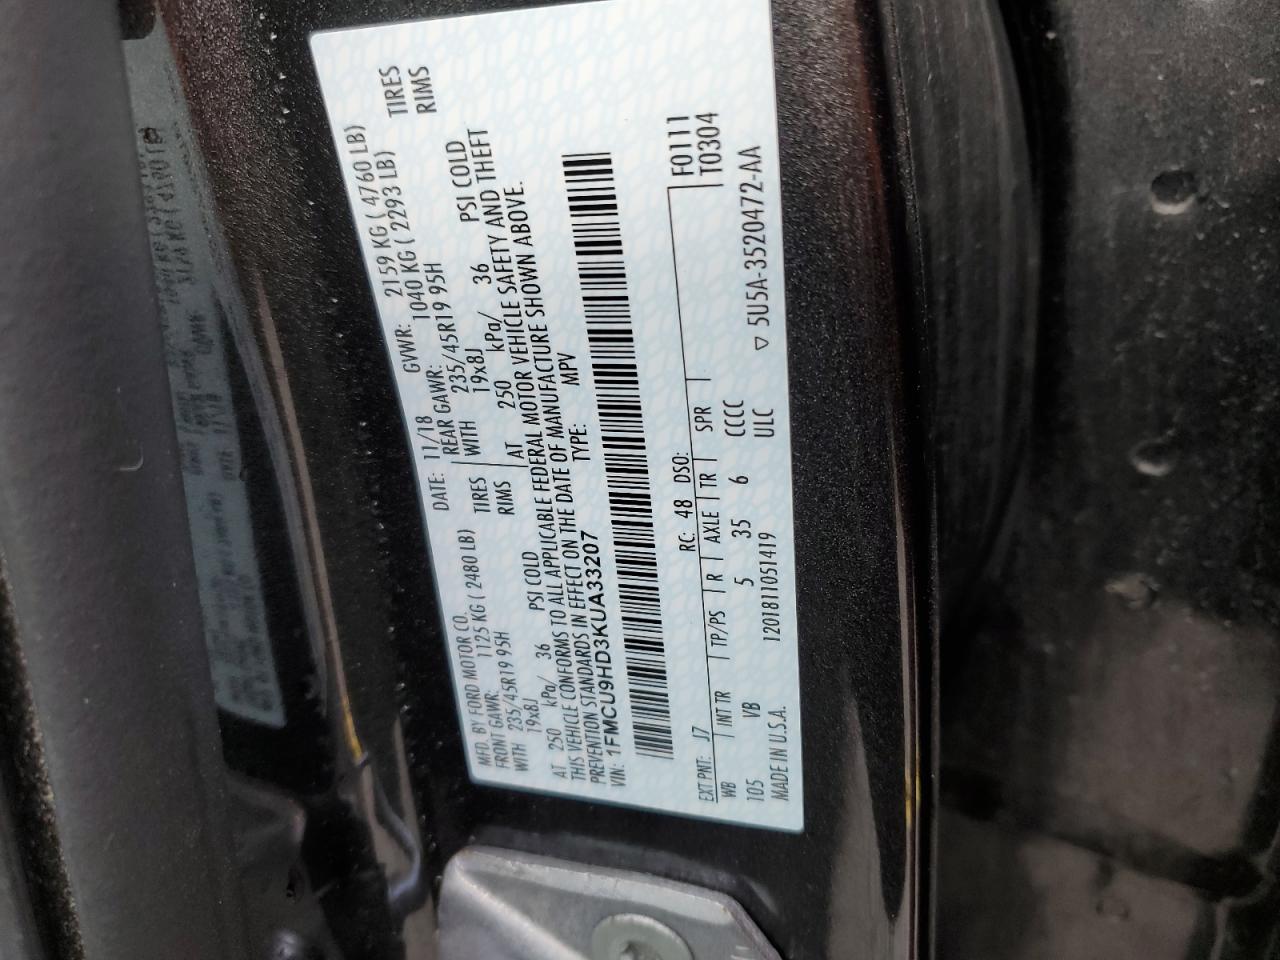 MFD. BY FORD MOTOR CO. DATE: 11/18 GVWR: 2159 KG ( 4760 LB)
FRONT GAWR: 1125 KG ( 2480 LB) REAR GAWR: 1040 KG ( 2293 LB)
WITH 235/45R19 95H TIRES WITH 235/45R19 95H TIRES
19x8J RIMS 19x8J RIMS
AT 250 kPa/ 36 PSI COLD AT 250 kPa/ 36 PSI COLD
THIS VEHICLE CONFORMS TO ALL APPLICABLE FEDERAL MOTOR VEHICLE SAFETY AND THEFT
PREVENTION STANDARDS IN EFFECT ON THE DATE OF MANUFACTURE SHOWN ABOVE.
VIN: 1FMCU9HD3KUA33207 TYPE: MPV
F0111
T0304
EXT PNT: J7 RC: 48 DSO:
WB INT TR TP/PS R AXLE TR SPR
105 VB 5 35 6 CCCC
MADE IN U.S.A. 1201811051419 ULC ▽ 5U5A-3520472-AA